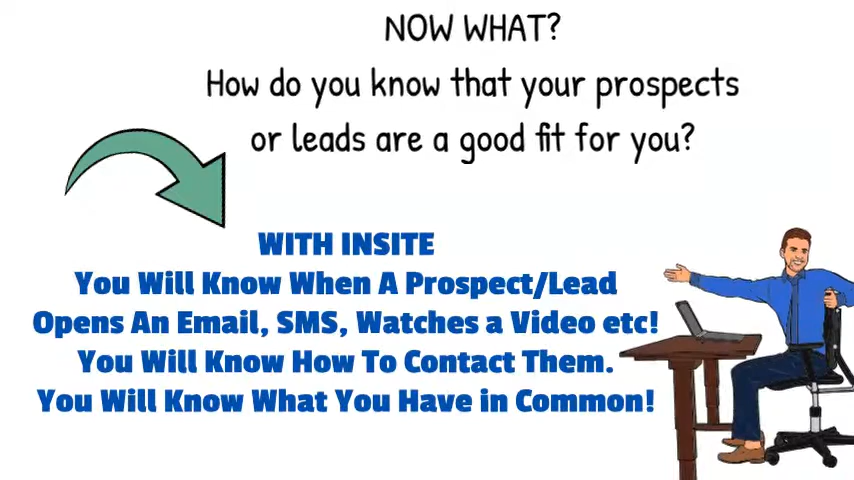 NOW WHAT?
How do you know that your prospects
or leads are a good fit for you?
WITH INSITE
You Will Know When A Prospect/Lead
Opens An Email, SMS, Watches a Video etc!
You Will Know How To Contact Them.
You Will Know What You Have in Common!